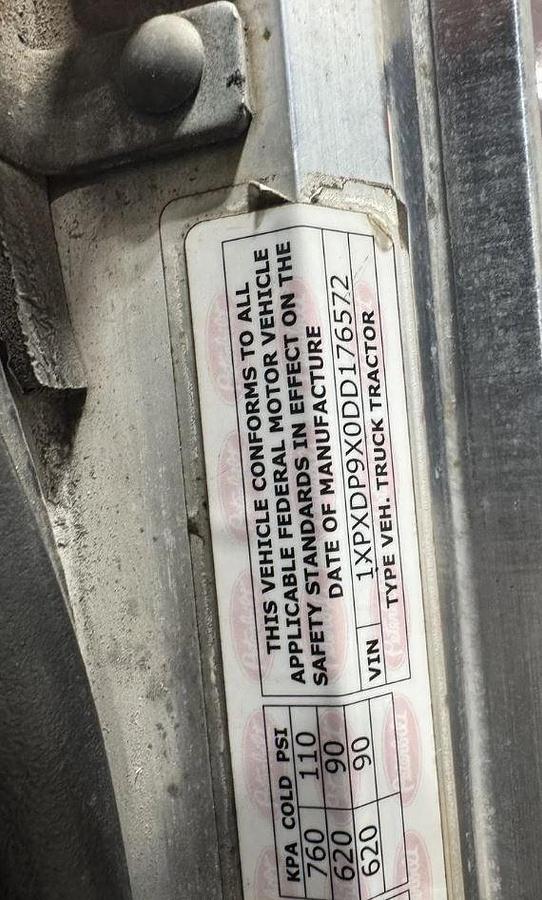 THIS VEHICLE CONFORMS TO ALL
APPLICABLE FEDERAL MOTOR VEHICLE
SAFETY STANDARDS IN EFFECT ON THE
DATE OF MANUFACTURE
VIN 1XPXDP9X0DD176572
TYPE VEH. TRUCK TRACTOR
KPA COLD PSI
760 110
620 90
620 90